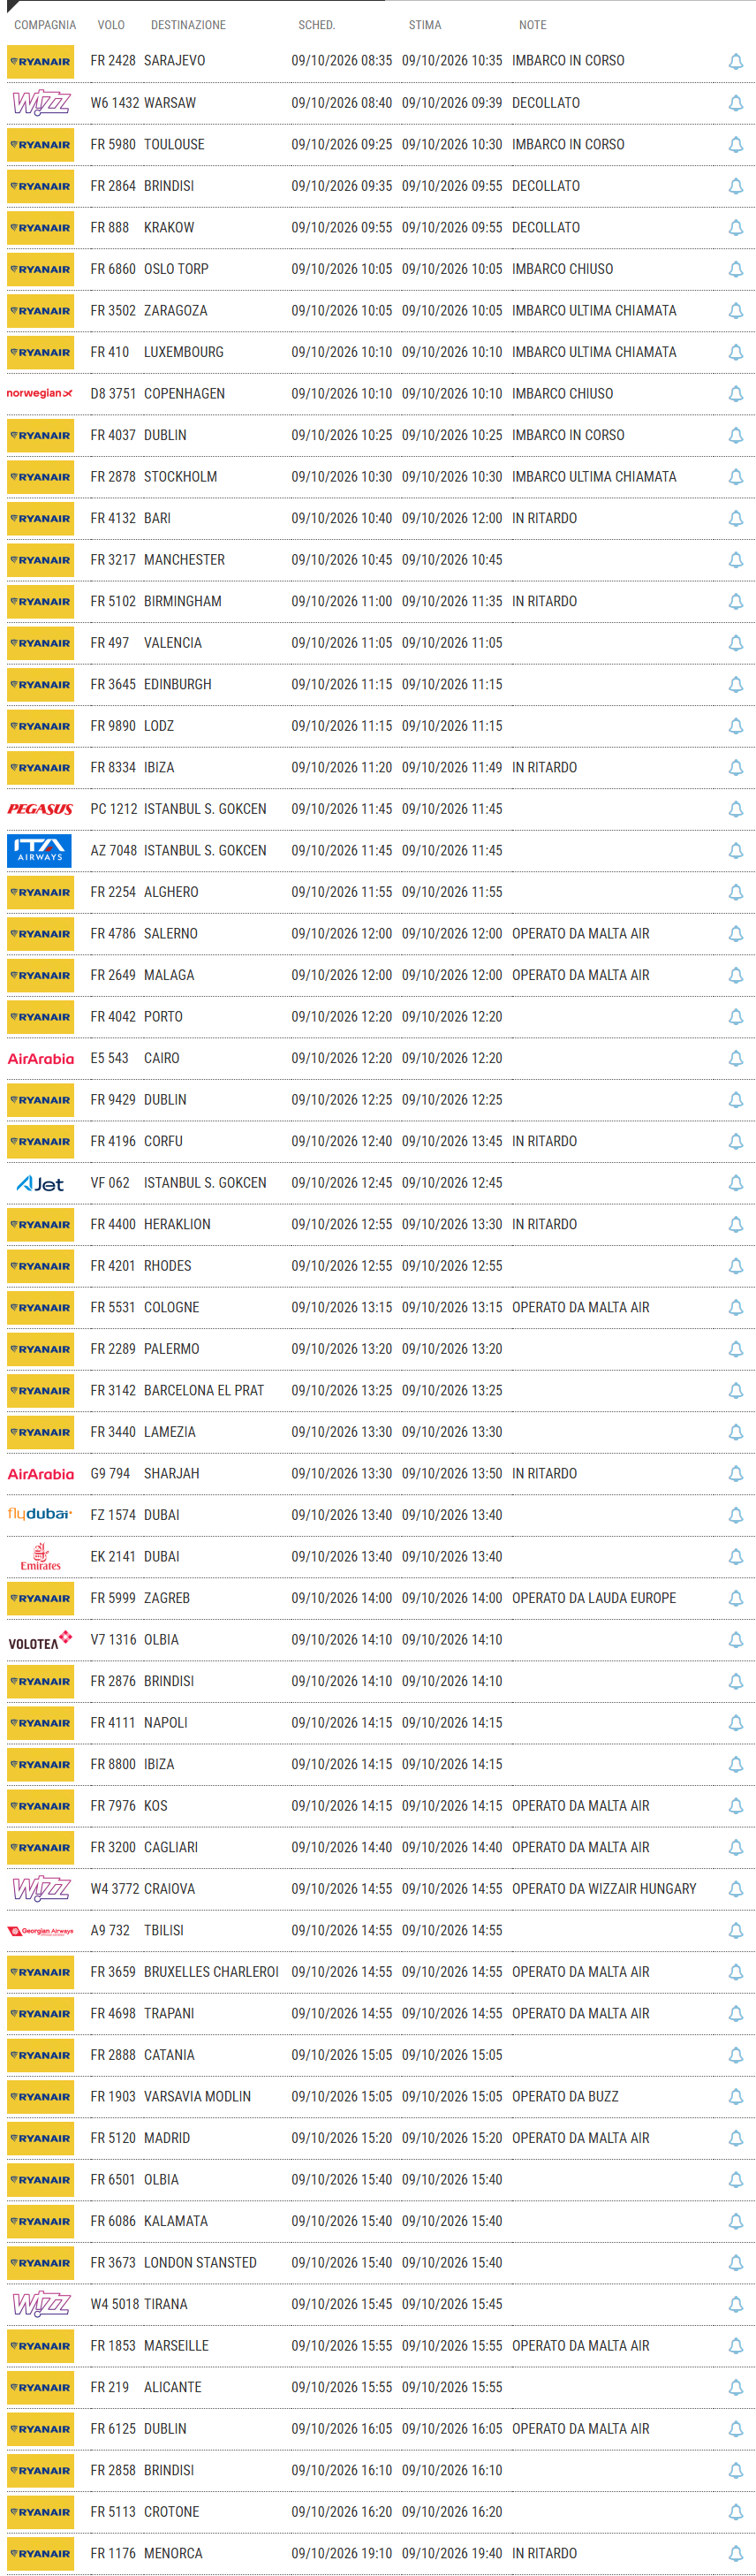 COMPAGNIA VOLO DESTINAZIONE SCHED. STIMA NOTE
RYANAIR FR 2428 SARAJEVO 09/10/2026 08:35 09/10/2026 10:35 IMBARCO IN CORSO
WIZZ W6 1432 WARSAW 09/10/2026 08:40 09/10/2026 09:39 DECOLLATO
RYANAIR FR 5980 TOULOUSE 09/10/2026 09:25 09/10/2026 10:30 IMBARCO IN CORSO
RYANAIR FR 2864 BRINDISI 09/10/2026 09:35 09/10/2026 09:55 DECOLLATO
RYANAIR FR 888 KRAKOW 09/10/2026 09:55 09/10/2026 09:55 DECOLLATO
RYANAIR FR 6860 OSLO TORP 09/10/2026 10:05 09/10/2026 10:05 IMBARCO CHIUSO
RYANAIR FR 3502 ZARAGOZA 09/10/2026 10:05 09/10/2026 10:05 IMBARCO ULTIMA CHIAMATA
RYANAIR FR 410 LUXEMBOURG 09/10/2026 10:10 09/10/2026 10:10 IMBARCO ULTIMA CHIAMATA
norwegian D8 3751 COPENHAGEN 09/10/2026 10:10 09/10/2026 10:10 IMBARCO CHIUSO
RYANAIR FR 4037 DUBLIN 09/10/2026 10:25 09/10/2026 10:25 IMBARCO IN CORSO
RYANAIR FR 2878 STOCKHOLM 09/10/2026 10:30 09/10/2026 10:30 IMBARCO ULTIMA CHIAMATA
RYANAIR FR 4132 BARI 09/10/2026 10:40 09/10/2026 12:00 IN RITARDO
RYANAIR FR 3217 MANCHESTER 09/10/2026 10:45 09/10/2026 10:45
RYANAIR FR 5102 BIRMINGHAM 09/10/2026 11:00 09/10/2026 11:35 IN RITARDO
RYANAIR FR 497 VALENCIA 09/10/2026 11:05 09/10/2026 11:05
RYANAIR FR 3645 EDINBURGH 09/10/2026 11:15 09/10/2026 11:15
RYANAIR FR 9890 LODZ 09/10/2026 11:15 09/10/2026 11:15
RYANAIR FR 8334 IBIZA 09/10/2026 11:20 09/10/2026 11:49 IN RITARDO
PEGASUS PC 1212 ISTANBUL S. GOKCEN 09/10/2026 11:45 09/10/2026 11:45
ITA AIRWAYS AZ 7048 ISTANBUL S. GOKCEN 09/10/2026 11:45 09/10/2026 11:45
RYANAIR FR 2254 ALGHERO 09/10/2026 11:55 09/10/2026 11:55
RYANAIR FR 4786 SALERNO 09/10/2026 12:00 09/10/2026 12:00 OPERATO DA MALTA AIR
RYANAIR FR 2649 MALAGA 09/10/2026 12:00 09/10/2026 12:00 OPERATO DA MALTA AIR
RYANAIR FR 4042 PORTO 09/10/2026 12:20 09/10/2026 12:20
AirArabia E5 543 CAIRO 09/10/2026 12:20 09/10/2026 12:20
RYANAIR FR 9429 DUBLIN 09/10/2026 12:25 09/10/2026 12:25
RYANAIR FR 4196 CORFU 09/10/2026 12:40 09/10/2026 13:45 IN RITARDO
AJet VF 062 ISTANBUL S. GOKCEN 09/10/2026 12:45 09/10/2026 12:45
RYANAIR FR 4400 HERAKLION 09/10/2026 12:55 09/10/2026 13:30 IN RITARDO
RYANAIR FR 4201 RHODES 09/10/2026 12:55 09/10/2026 12:55
RYANAIR FR 5531 COLOGNE 09/10/2026 13:15 09/10/2026 13:15 OPERATO DA MALTA AIR
RYANAIR FR 2289 PALERMO 09/10/2026 13:20 09/10/2026 13:20
RYANAIR FR 3142 BARCELONA EL PRAT 09/10/2026 13:25 09/10/2026 13:25
RYANAIR FR 3440 LAMEZIA 09/10/2026 13:30 09/10/2026 13:30
AirArabia G9 794 SHARJAH 09/10/2026 13:30 09/10/2026 13:50 IN RITARDO
flydubai FZ 1574 DUBAI 09/10/2026 13:40 09/10/2026 13:40
Emirates EK 2141 DUBAI 09/10/2026 13:40 09/10/2026 13:40
RYANAIR FR 5999 ZAGREB 09/10/2026 14:00 09/10/2026 14:00 OPERATO DA LAUDA EUROPE
VOLOTEA V7 1316 OLBIA 09/10/2026 14:10 09/10/2026 14:10
RYANAIR FR 2876 BRINDISI 09/10/2026 14:10 09/10/2026 14:10
RYANAIR FR 4111 NAPOLI 09/10/2026 14:15 09/10/2026 14:15
RYANAIR FR 8800 IBIZA 09/10/2026 14:15 09/10/2026 14:15
RYANAIR FR 7976 KOS 09/10/2026 14:15 09/10/2026 14:15 OPERATO DA MALTA AIR
RYANAIR FR 3200 CAGLIARI 09/10/2026 14:40 09/10/2026 14:40 OPERATO DA MALTA AIR
WIZZ W4 3772 CRAIOVA 09/10/2026 14:55 09/10/2026 14:55 OPERATO DA WIZZAIR HUNGARY
Georgian Airways A9 732 TBILISI 09/10/2026 14:55 09/10/2026 14:55
RYANAIR FR 3659 BRUXELLES CHARLEROI 09/10/2026 14:55 09/10/2026 14:55 OPERATO DA MALTA AIR
RYANAIR FR 4698 TRAPANI 09/10/2026 14:55 09/10/2026 14:55 OPERATO DA MALTA AIR
RYANAIR FR 2888 CATANIA 09/10/2026 15:05 09/10/2026 15:05
RYANAIR FR 1903 VARSAVIA MODLIN 09/10/2026 15:05 09/10/2026 15:05 OPERATO DA BUZZ
RYANAIR FR 5120 MADRID 09/10/2026 15:20 09/10/2026 15:20 OPERATO DA MALTA AIR
RYANAIR FR 6501 OLBIA 09/10/2026 15:40 09/10/2026 15:40
RYANAIR FR 6086 KALAMATA 09/10/2026 15:40 09/10/2026 15:40
RYANAIR FR 3673 LONDON STANSTED 09/10/2026 15:40 09/10/2026 15:40
WIZZ W4 5018 TIRANA 09/10/2026 15:45 09/10/2026 15:45
RYANAIR FR 1853 MARSEILLE 09/10/2026 15:55 09/10/2026 15:55 OPERATO DA MALTA AIR
RYANAIR FR 219 ALICANTE 09/10/2026 15:55 09/10/2026 15:55
RYANAIR FR 6125 DUBLIN 09/10/2026 16:05 09/10/2026 16:05 OPERATO DA MALTA AIR
RYANAIR FR 2858 BRINDISI 09/10/2026 16:10 09/10/2026 16:10
RYANAIR FR 5113 CROTONE 09/10/2026 16:20 09/10/2026 16:20
RYANAIR FR 1176 MENORCA 09/10/2026 19:10 09/10/2026 19:40 IN RITARDO